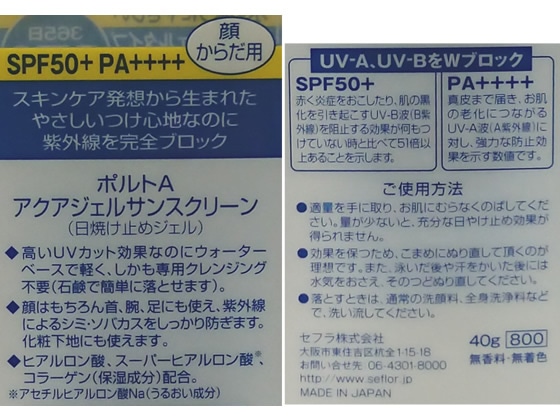 365日
顔
からだ用
SPF50+ PA++++
スキンケア発想から生まれた
やさしいつけ心地なのに
紫外線を完全ブロック
ポルトA
アクアジェルサンスクリーン
(日焼け止めジェル)
◆高いUVカット効果なのにウォーター
ベースで軽く、しかも専用クレンジング
不要(石鹸で簡単に落とせます)。
◆顔はもちろん首、腕、足にも使え、紫外線
によるシミ・ソバカスをしっかり防ぎます。
化粧下地にも使えます。
◆ヒアルロン酸、スーパーヒアルロン酸※、
コラーゲン(保湿成分)配合。
※アセチルヒアルロン酸Na(うるおい成分)
UV-A、UV-BをWブロック
SPF50+
赤く炎症をおこしたり、肌の黒
化を引き起こすUV-B波(B紫
外線)を阻止する効果が何もつ
けていない時と比べて51倍以
上あることを示します。
PA++++
真皮まで届き、お肌
の老化につながる
UV-A波(A紫外線)に
対し、強力な防止効
果を示す数値です。
ご使用方法
●適量を手に取り、お肌にむらなくのばしてくだ
さい。量が少ないと、充分な日やけ止め効果が
得られません。
●効果を保つため、こまめにぬり直して頂くのが
理想です。また、泳いだ後や汗をかいた後には
水気をおさえ、そのつどぬり直してください。
●落とすときは、通常の洗顔料、全身洗浄料など
で、洗い流してください。
セフラ株式会社
大阪市東住吉区杭全1-15-18
お問い合せ先 06-4301-8000
http://www.seflor.jp
MADE IN JAPAN
40g 800
無香料・無着色